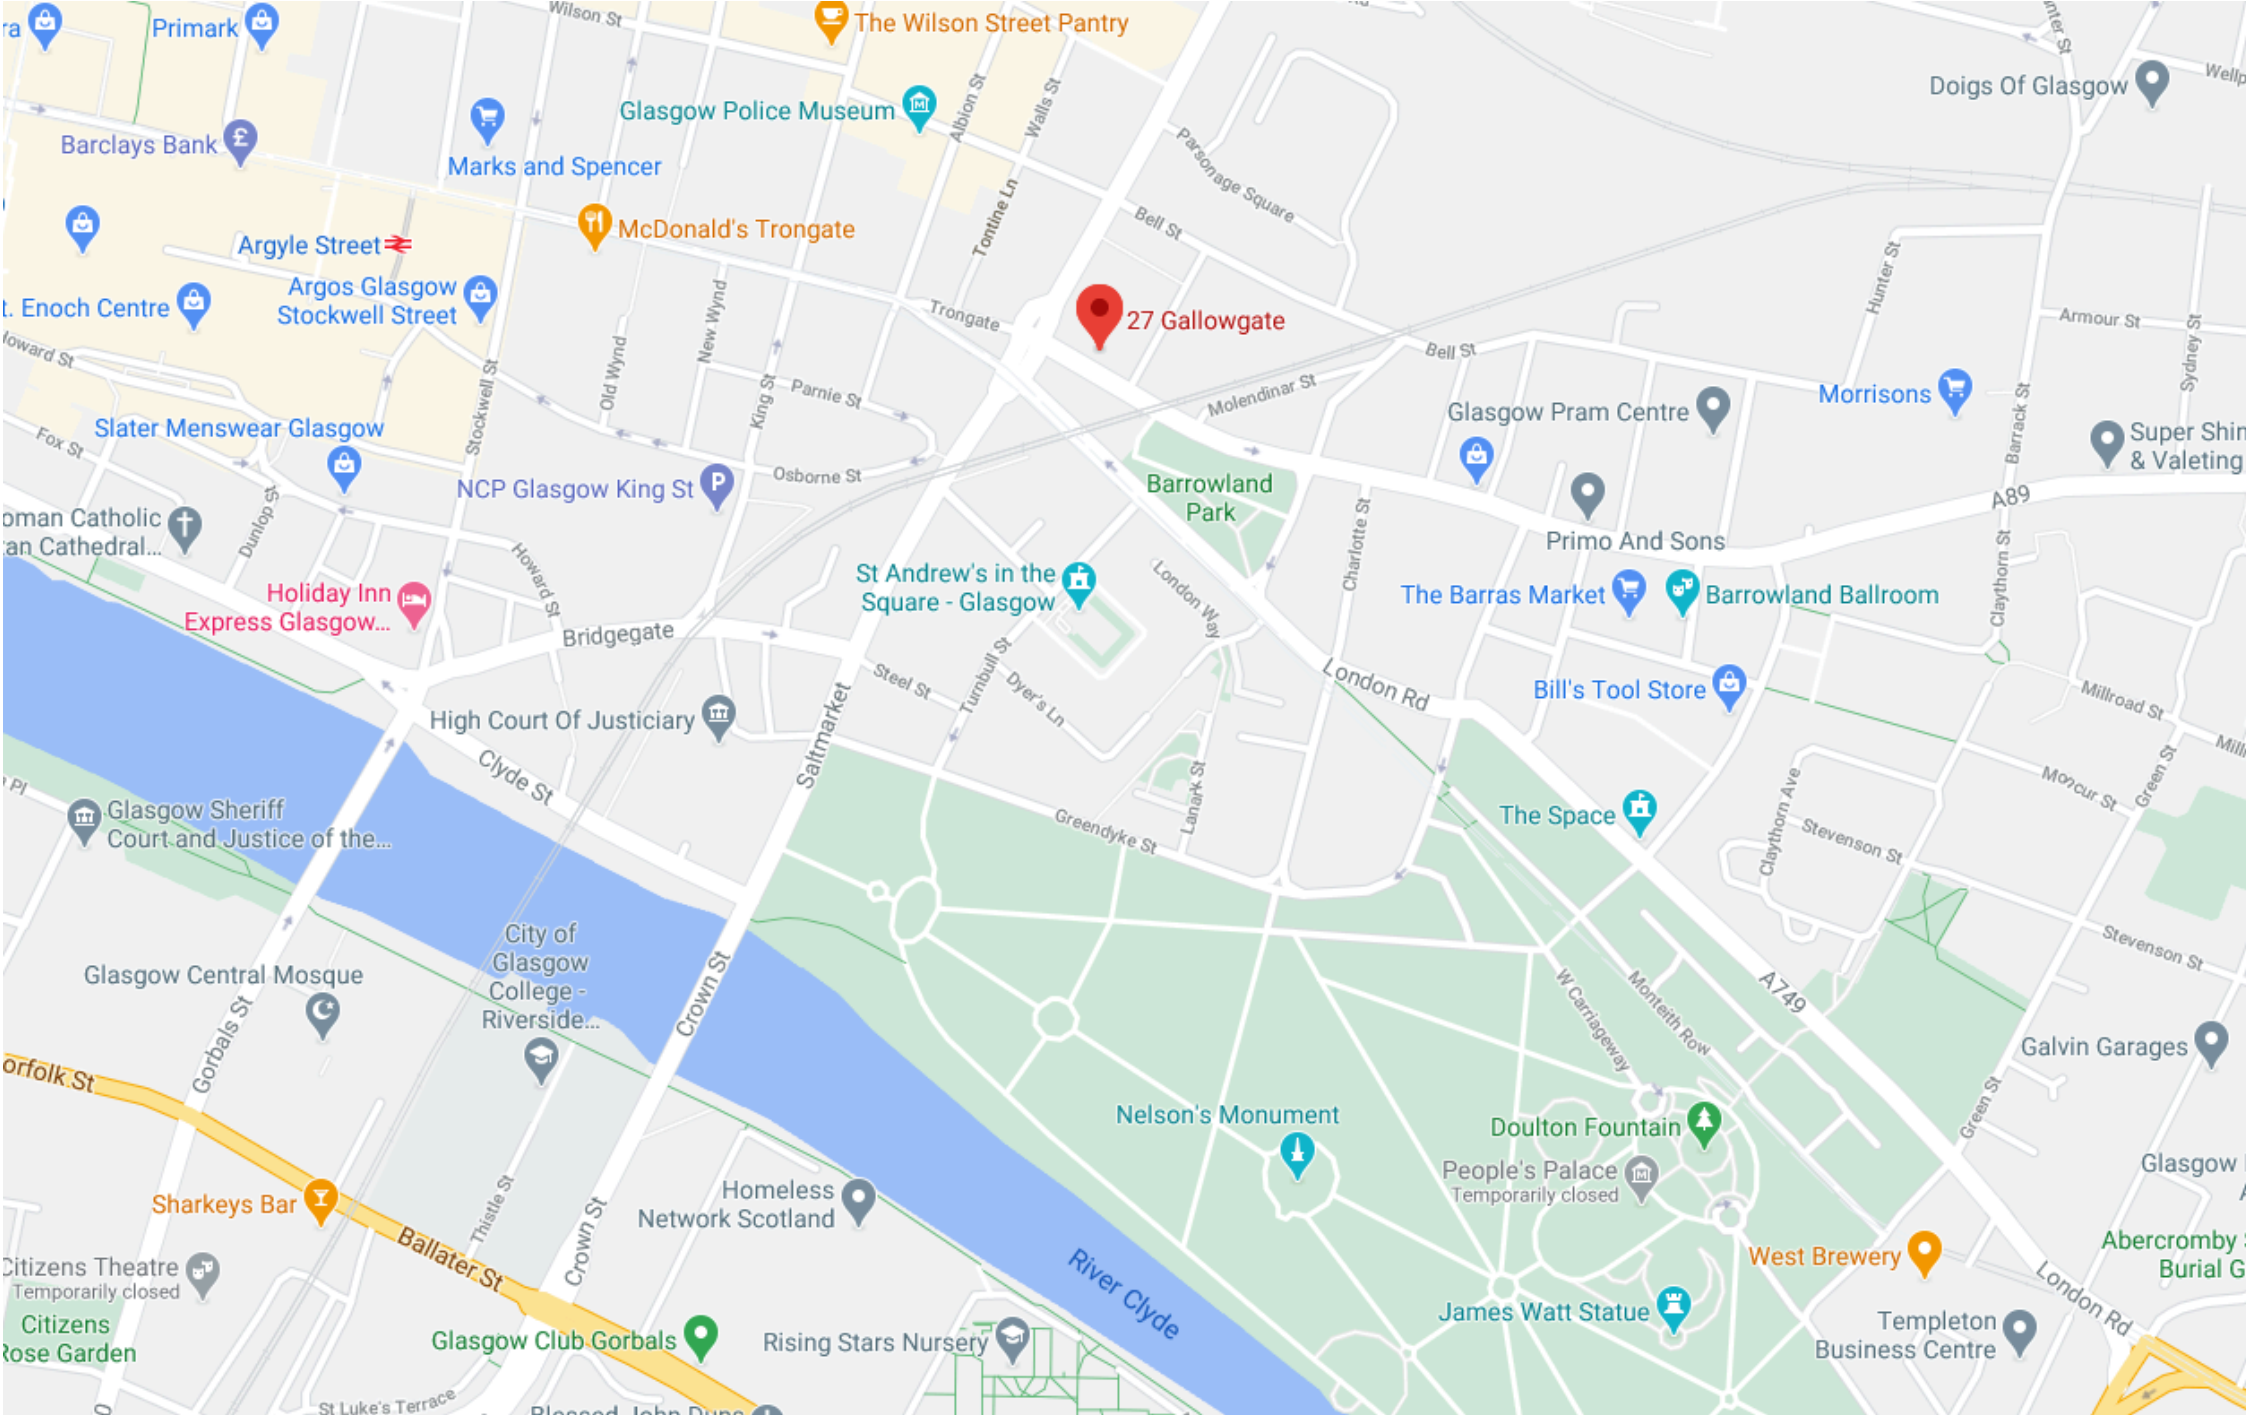 Wilson St
The Wilson Street Pantry
ra
Primark
Doigs Of Glasgow
Glasgow Police Museum
Albion St
Walls St
Barclays Bank
Marks and Spencer
Parsonage Square
McDonald's Trongate
Tontine Ln
Bell St
Argyle Street
Hunter St
Argos Glasgow
Stockwell Street
t. Enoch Centre
New Wynd
Trongate
27 Gallowgate
Armour St
Sydney St
Bell St
Old Wynd
Parnie St
Molendinar St
Morrisons
Stockwell St
King St
Glasgow Pram Centre
Barrack St
Slater Menswear Glasgow
Fox St
Super Shin
& Valeting
Osborne St
NCP Glasgow King St
Barrowland
Park
A89
oman Catholic
an Cathedral...
Dunlop St
Charlotte St
Primo And Sons
Howard St
St Andrew's in the
Square - Glasgow
London Way
The Barras Market
Barrowland Ballroom
Claythorn St
Holiday Inn
Express Glasgow...
Bridgegate
Steel St
Turnbull St
Dyer's Ln
London Rd
Bill's Tool Store
Millroad St
High Court Of Justiciary
Saltmarket
Clyde St
Lanark St
Moncur St
Green St
Claythorn Ave
Glasgow Sheriff
Court and Justice of the...
Greendyke St
The Space
Stevenson St
City of
Glasgow
College -
Riverside...
Stevenson St
Glasgow Central Mosque
Crown St
W Carriageway
Monteith Row
A749
Gorbals St
Galvin Garages
orfolk St
Nelson's Monument
Doulton Fountain
Green St
People's Palace
Temporarily closed
Glasgow
Sharkeys Bar
Thistle St
Homeless
Network Scotland
Ballater St
Crown St
Abercromby
Burial G
West Brewery
Citizens Theatre
Temporarily closed
River Clyde
London Rd
James Watt Statue
Citizens
Rose Garden
Glasgow Club Gorbals
Rising Stars Nursery
Templeton
Business Centre
St Luke's Terrace